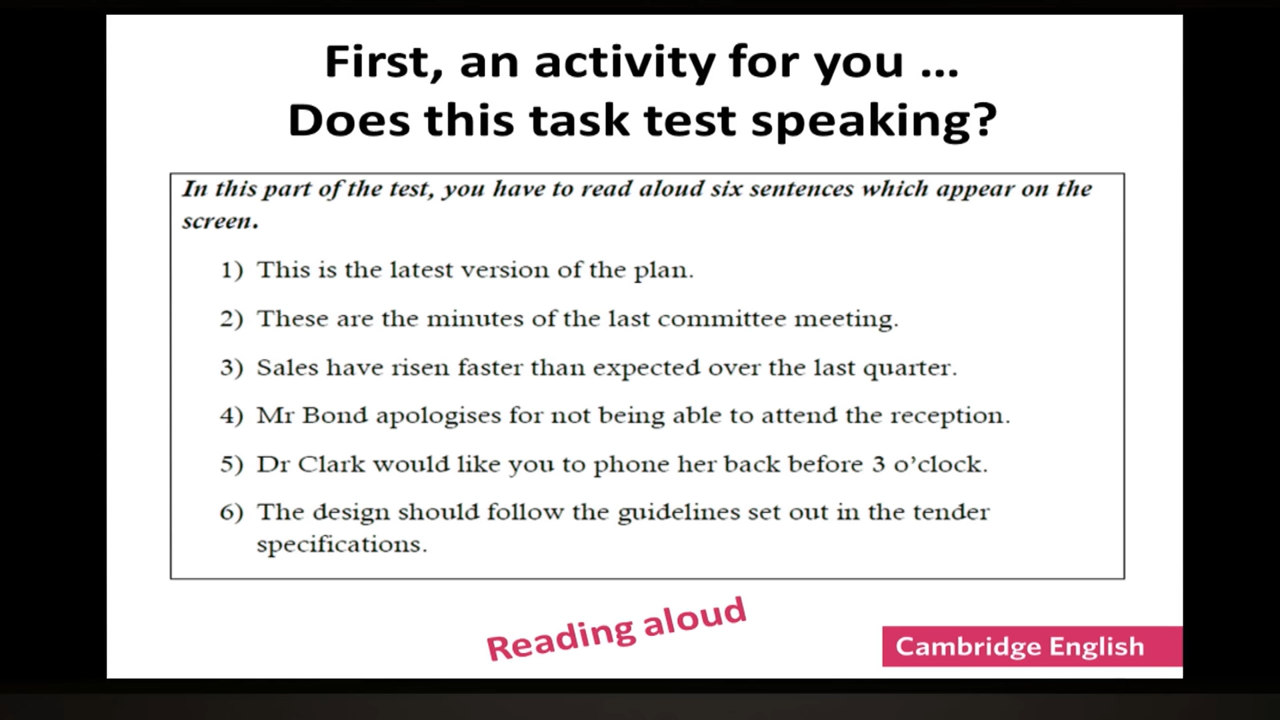 First, an activity for you ...
Does this task test speaking?
In this part of the test, you have to read aloud six sentences which appear on the
screen.
1) This is the latest version of the plan.
2) These are the minutes of the last committee meeting.
3) Sales have risen faster than expected over the last quarter.
4) Mr Bond apologises for not being able to attend the reception.
5) Dr Clark would like you to phone her back before 3 o’clock.
6) The design should follow the guidelines set out in the tender
specifications.
Reading aloud
Cambridge English